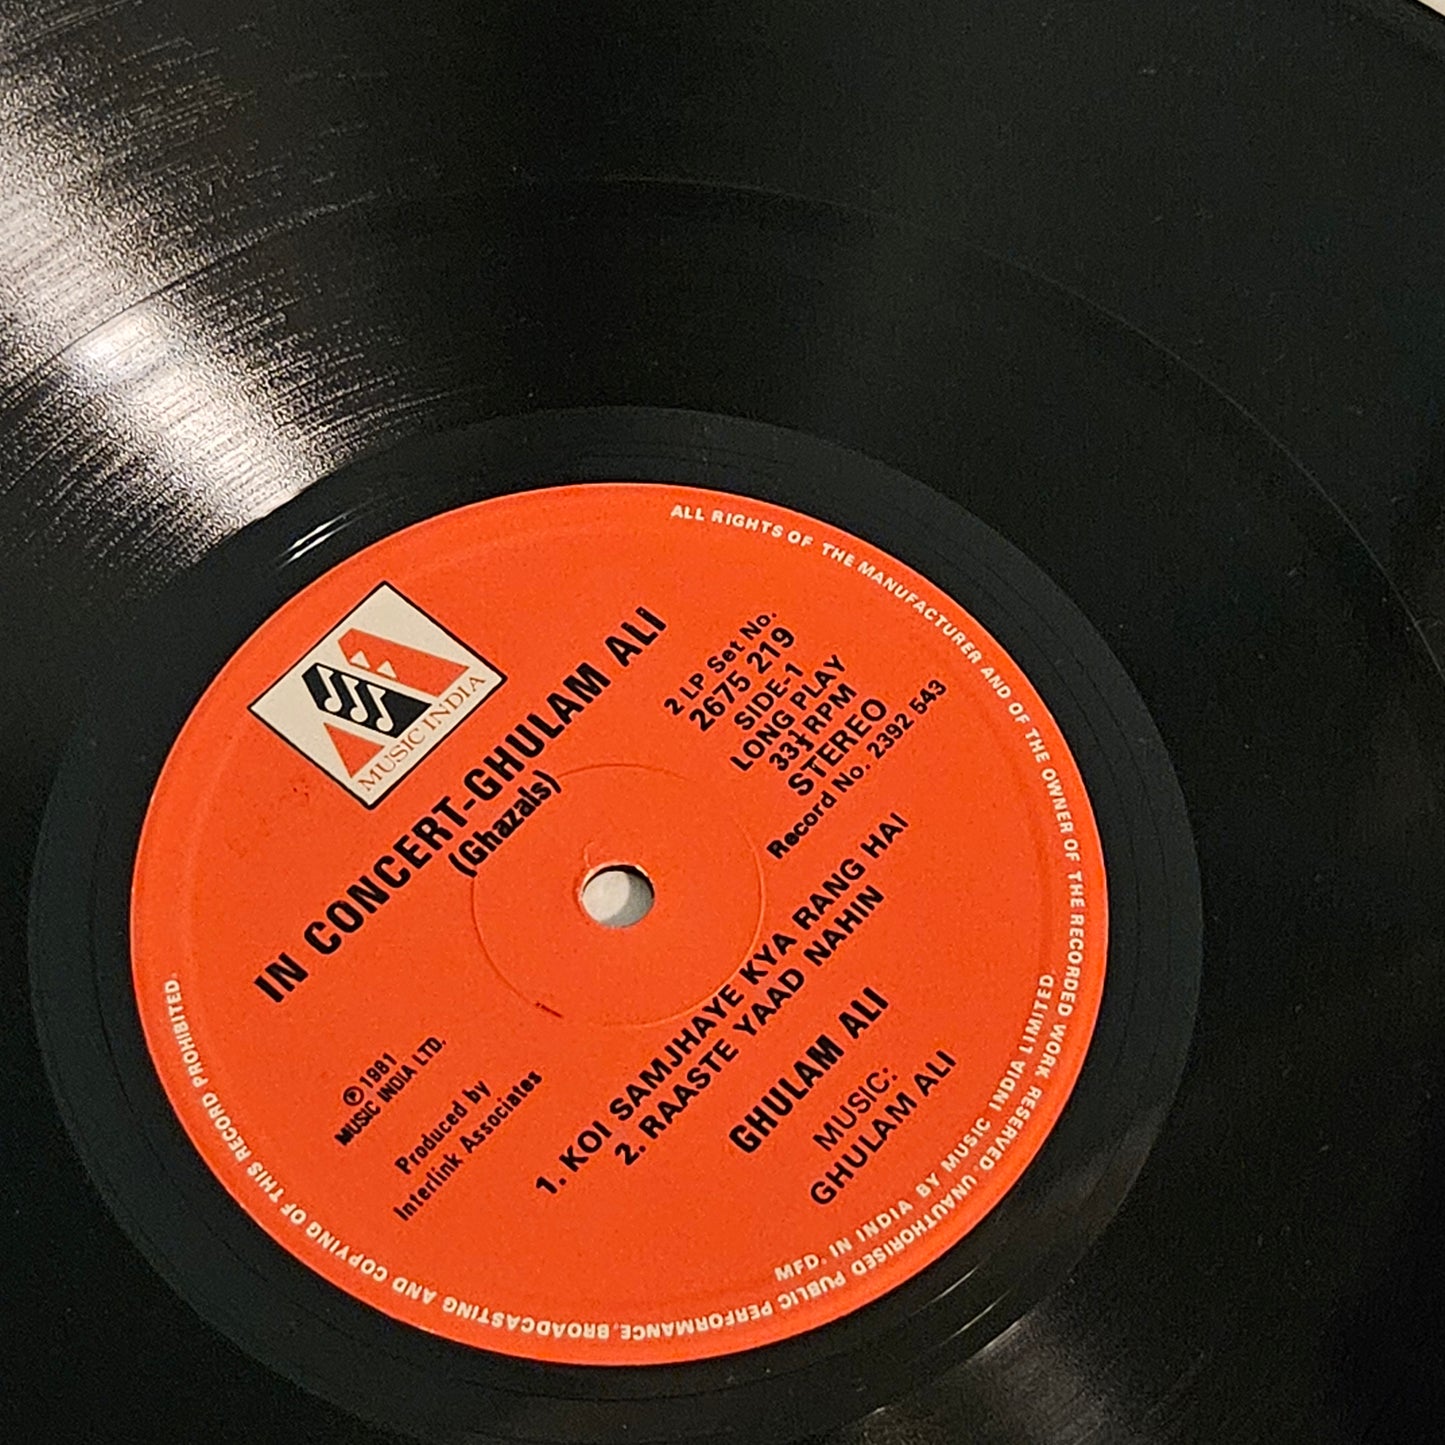 MUSIC INDIA
IN CONCERT-GHULAM ALI
(Ghazals)
2 LP Set No.
2675 219
SIDE-1
LONG PLAY
33⅓ RPM
STEREO
Record No. 2392 543
℗ 1981
MUSIC INDIA LTD.
Produced by
Interlink Associates
1. KOI SAMJHAYE KYA RANG HAI
2. RAASTE YAAD NAHIN
GHULAM ALI
MUSIC:
GHULAM ALI
MFD. IN INDIA BY MUSIC INDIA LIMITED
ALL RIGHTS OF THE MANUFACTURER AND OF THE OWNER OF THE RECORDED WORK RESERVED. UNAUTHORISED PUBLIC PERFORMANCE, BROADCASTING AND COPYING OF THIS RECORD PROHIBITED.